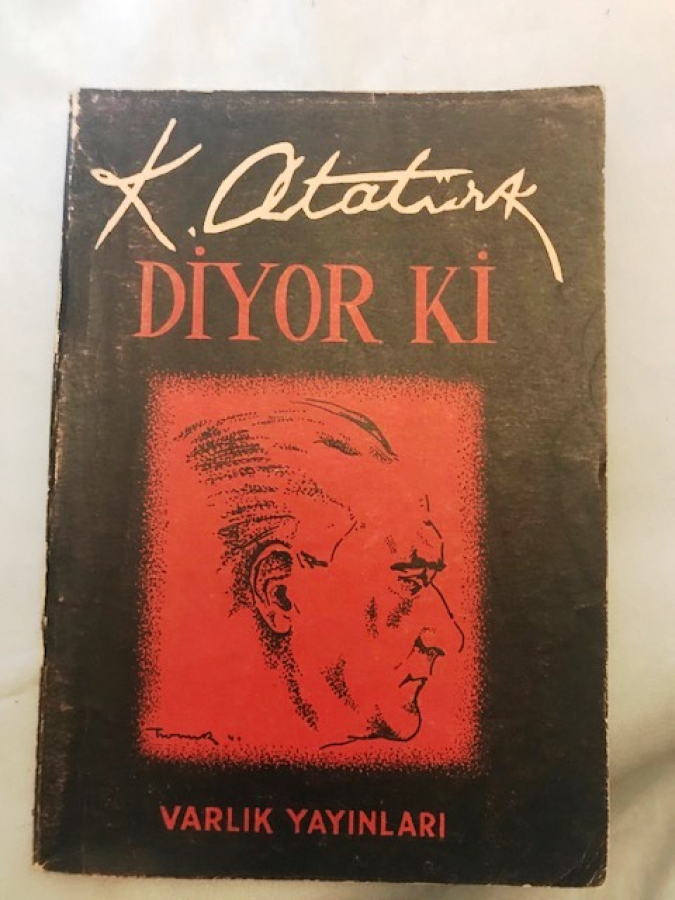 K. Atatürk
DİYOR Kİ
VARLIK YAYINLARI